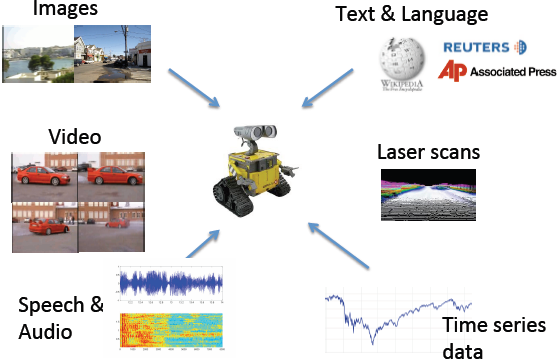 Images
Text & Language
WIKIPEDIA
REUTERS
AP Associated Press
Video
Laser scans
Speech &
Audio
Time series
data